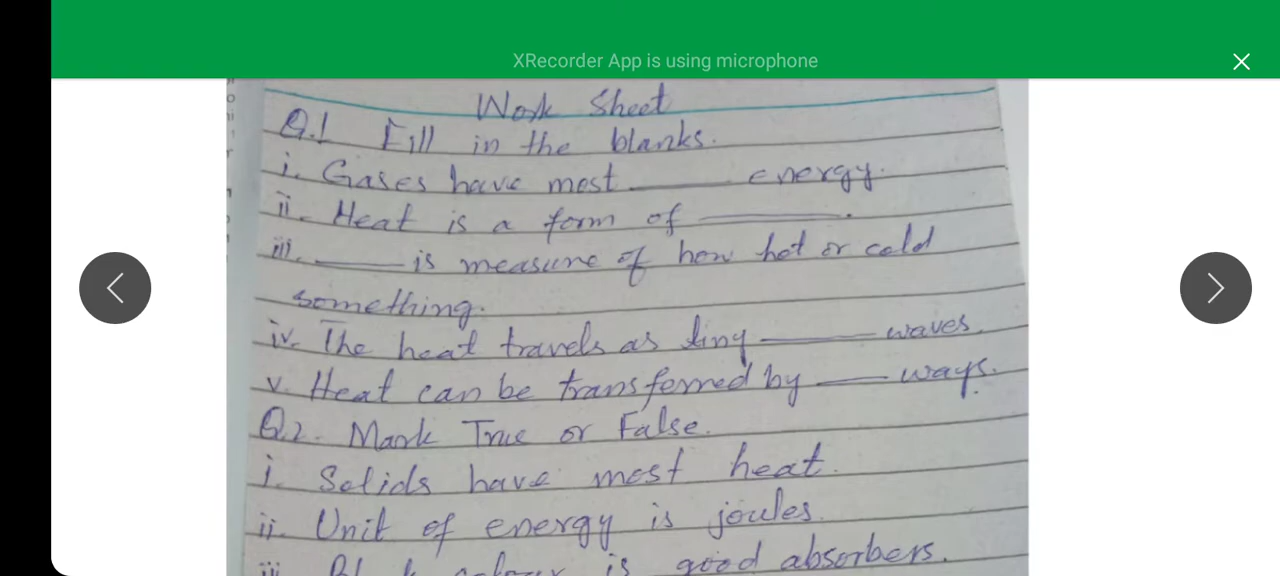 XRecorder App is using microphone
Work Sheet
Q.1 Fill in the blanks.
i. Gases have most ____ energy.
ii. Heat is a form of ____.
iii. ____ is measure of how hot or cold
something.
iv. The heat travels as tiny ____ waves.
v. Heat can be transferred by ____ ways.
Q2. Mark True or False.
i. Solids have most heat.
ii. Unit of energy is joules.
iii. colour is good absorbers.